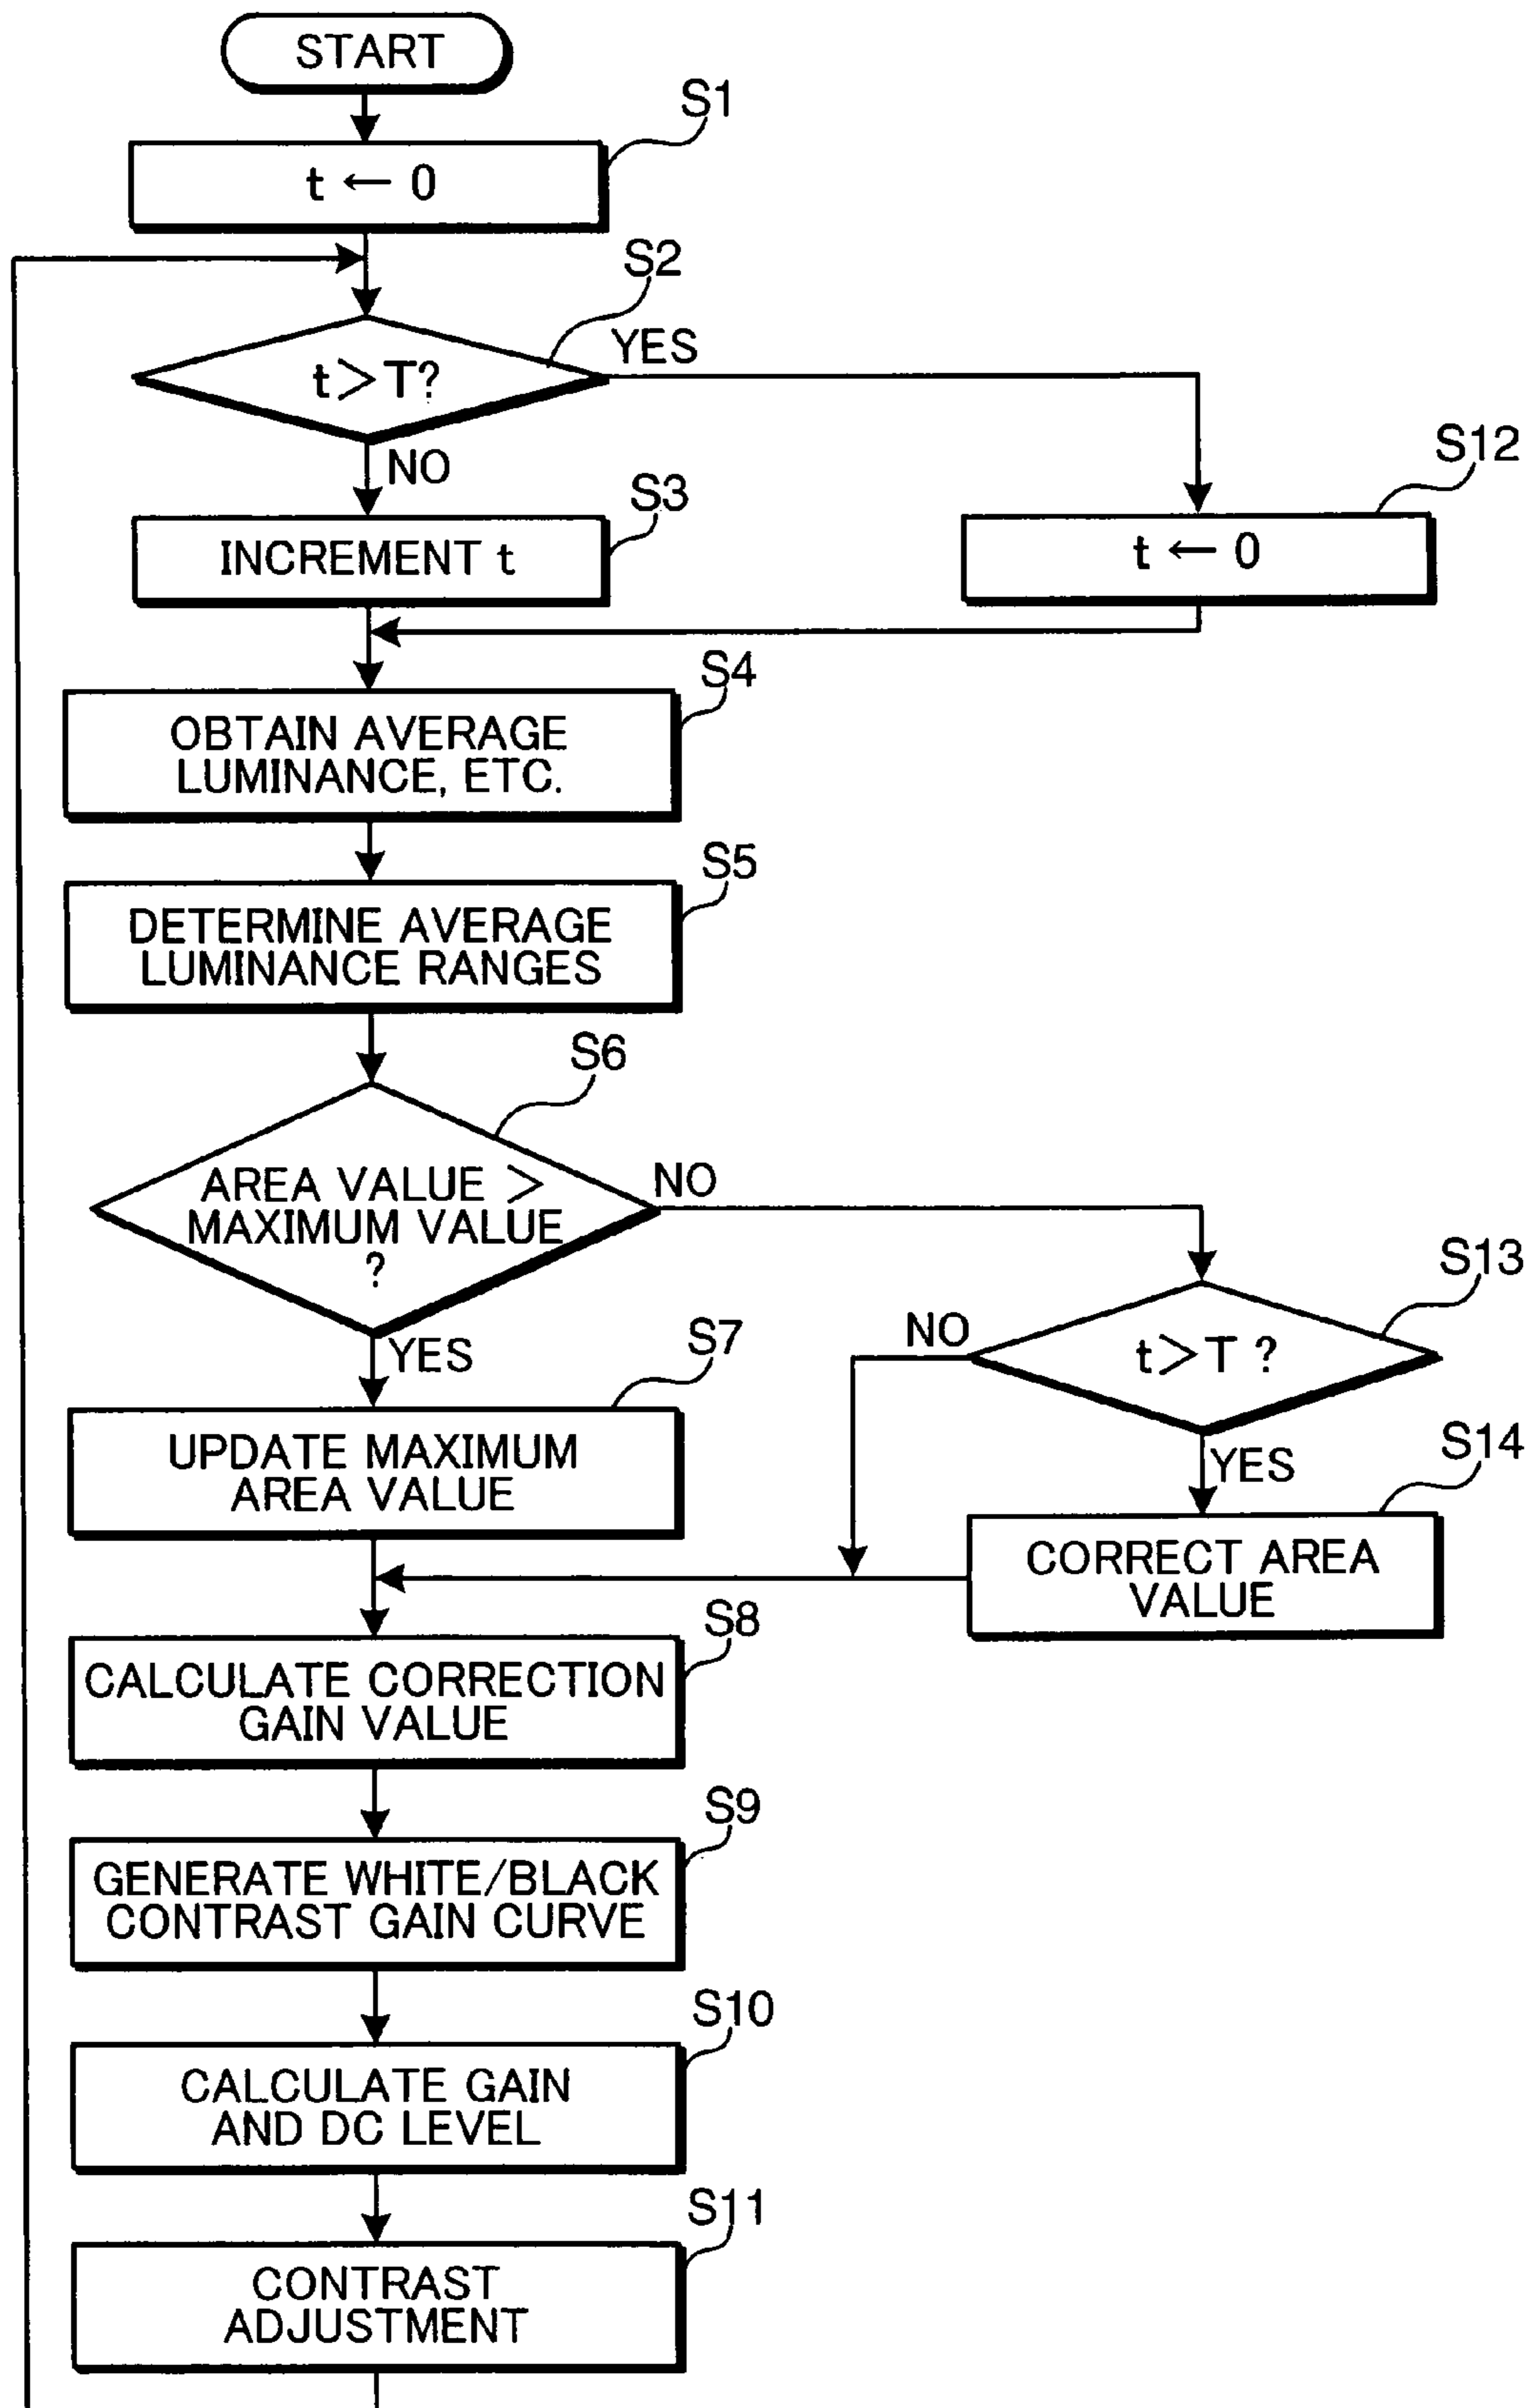 START
S1
t ← 0
S2
t > T?
YES
NO
S3
INCREMENT t
S12
t ← 0
S4
OBTAIN AVERAGE
LUMINANCE, ETC.
S5
DETERMINE AVERAGE
LUMINANCE RANGES
S6
AREA VALUE >
MAXIMUM VALUE
?
NO
YES
S13
t > T ?
NO
YES
S7
UPDATE MAXIMUM
AREA VALUE
S14
CORRECT AREA
VALUE
S8
CALCULATE CORRECTION
GAIN VALUE
S9
GENERATE WHITE/BLACK
CONTRAST GAIN CURVE
S10
CALCULATE GAIN
AND DC LEVEL
S11
CONTRAST
ADJUSTMENT